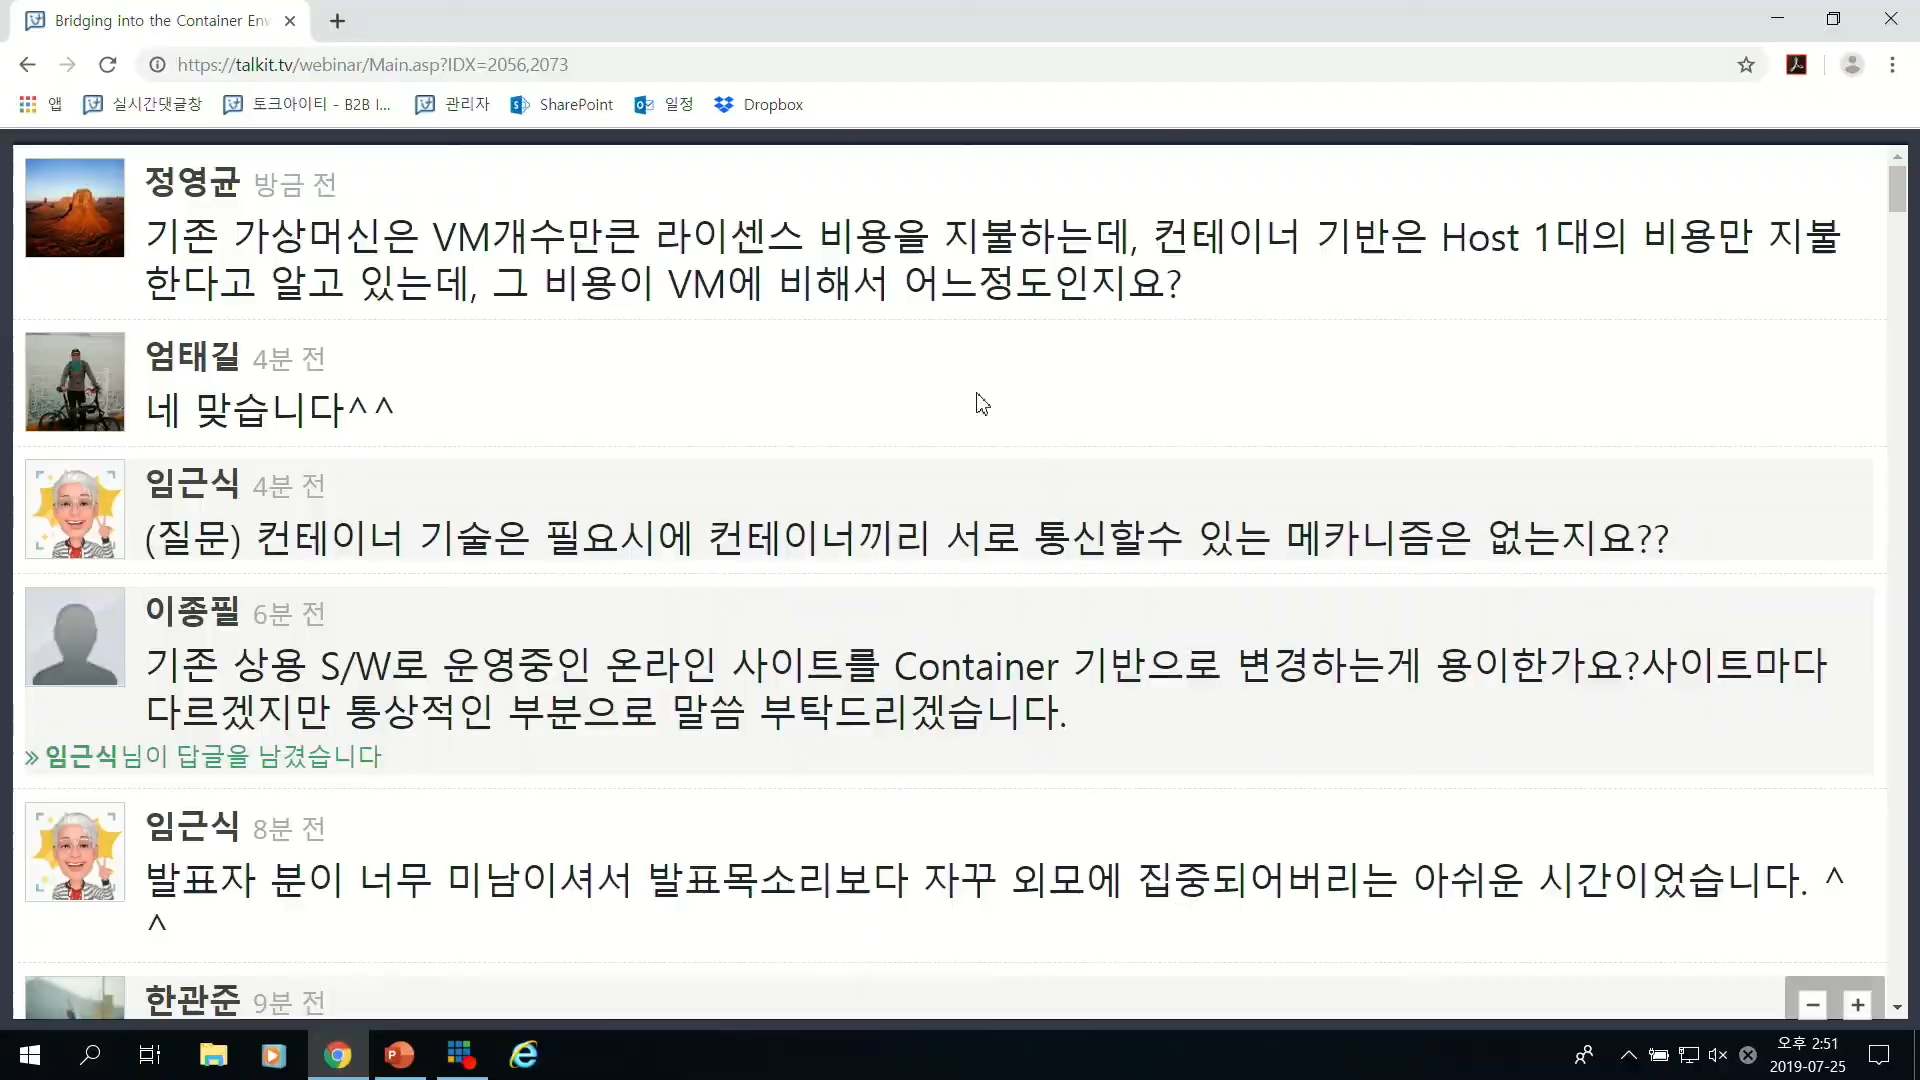 Bridging into the Container Env
https://talkit.tv/webinar/Main.asp?IDX=2056,2073
앱 실시간댓글창 토크아이티 - B2B I... 관리자 SharePoint 일정 Dropbox
정영균 방금 전
기존 가상머신은 VM개수만큼 라이센스 비용을 지불하는데, 컨테이너 기반은 Host 1대의 비용만 지불
한다고 알고 있는데, 그 비용이 VM에 비해서 어느정도인지요?
엄태길 4분 전
네 맞습니다^^
임근식 4분 전
(질문) 컨테이너 기술은 필요시에 컨테이너끼리 서로 통신할수 있는 메카니즘은 없는지요??
이종필 6분 전
기존 상용 S/W로 운영중인 온라인 사이트를 Container 기반으로 변경하는게 용이한가요?사이트마다
다르겠지만 통상적인 부분으로 말씀 부탁드리겠습니다.
» 임근식님이 답글을 남겼습니다
임근식 8분 전
발표자 분이 너무 미남이셔서 발표목소리보다 자꾸 외모에 집중되어버리는 아쉬운 시간이었습니다. ^
^
한관준 9분 전
오후 2:51
2019-07-25